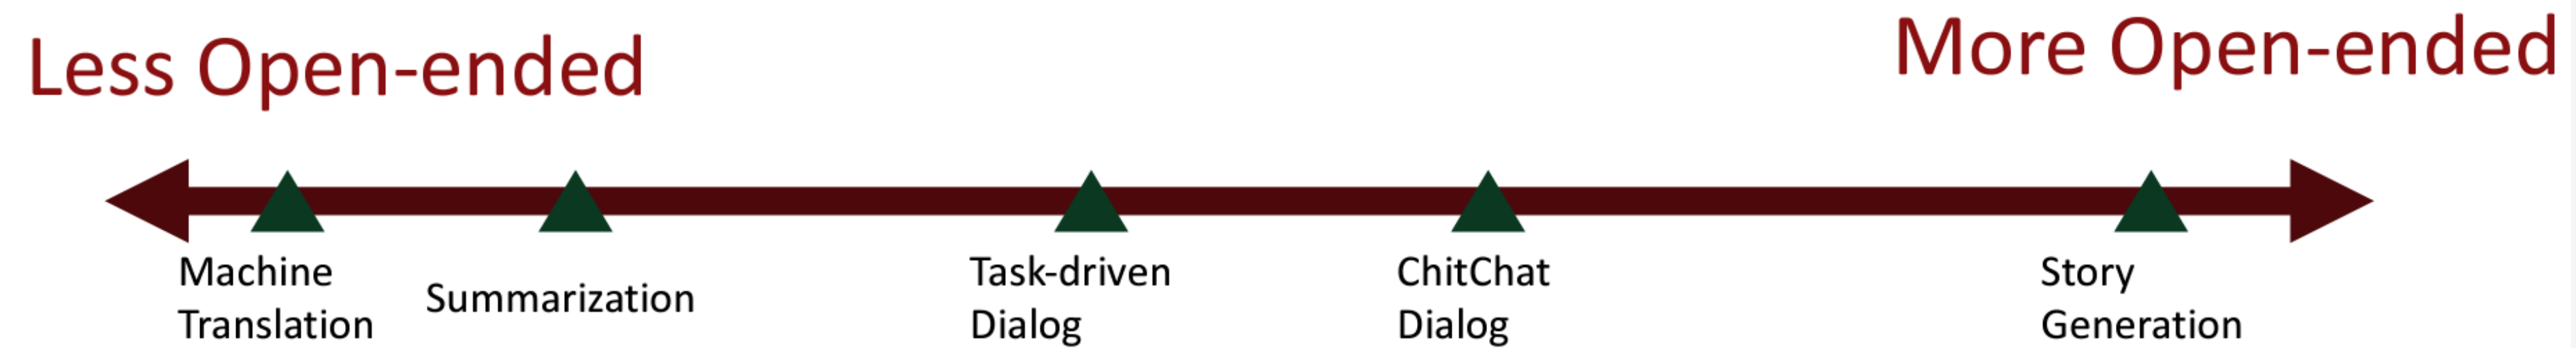 Less Open-ended
More Open-ended
Machine
Translation
Summarization
Task-driven
Dialog
ChitChat
Dialog
Story
Generation